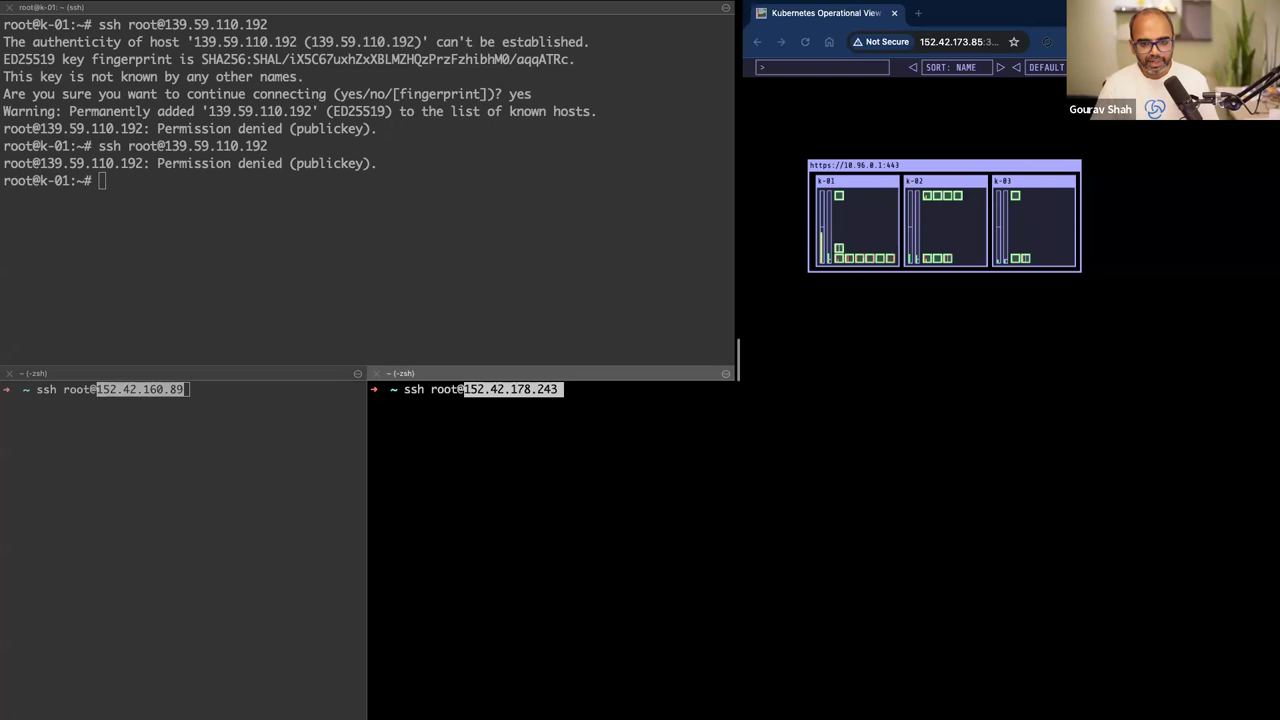 root@k-01: ~ (ssh)
root@k-01:~# ssh root@139.59.110.192
The authenticity of host '139.59.110.192 (139.59.110.192)' can't be established.
ED25519 key fingerprint is SHA256:SHAL/iX5C67uxhZxXBLMZHQzPrzFzhibhM0/aqqATRc.
This key is not known by any other names.
Are you sure you want to continue connecting (yes/no/[fingerprint])? yes
Warning: Permanently added '139.59.110.192' (ED25519) to the list of known hosts.
root@139.59.110.192: Permission denied (publickey).
root@k-01:~# ssh root@139.59.110.192
root@139.59.110.192: Permission denied (publickey).
root@k-01:~#
~ (-zsh)
~ ssh root@152.42.160.89
~ (-zsh)
~ ssh root@152.42.178.243
Kubernetes Operational View
Not Secure 152.42.173.85:3...
> SORT: NAME DEFAULT
Gourav Shah
https://10.96.0.1:443
k-01 k-02 k-03